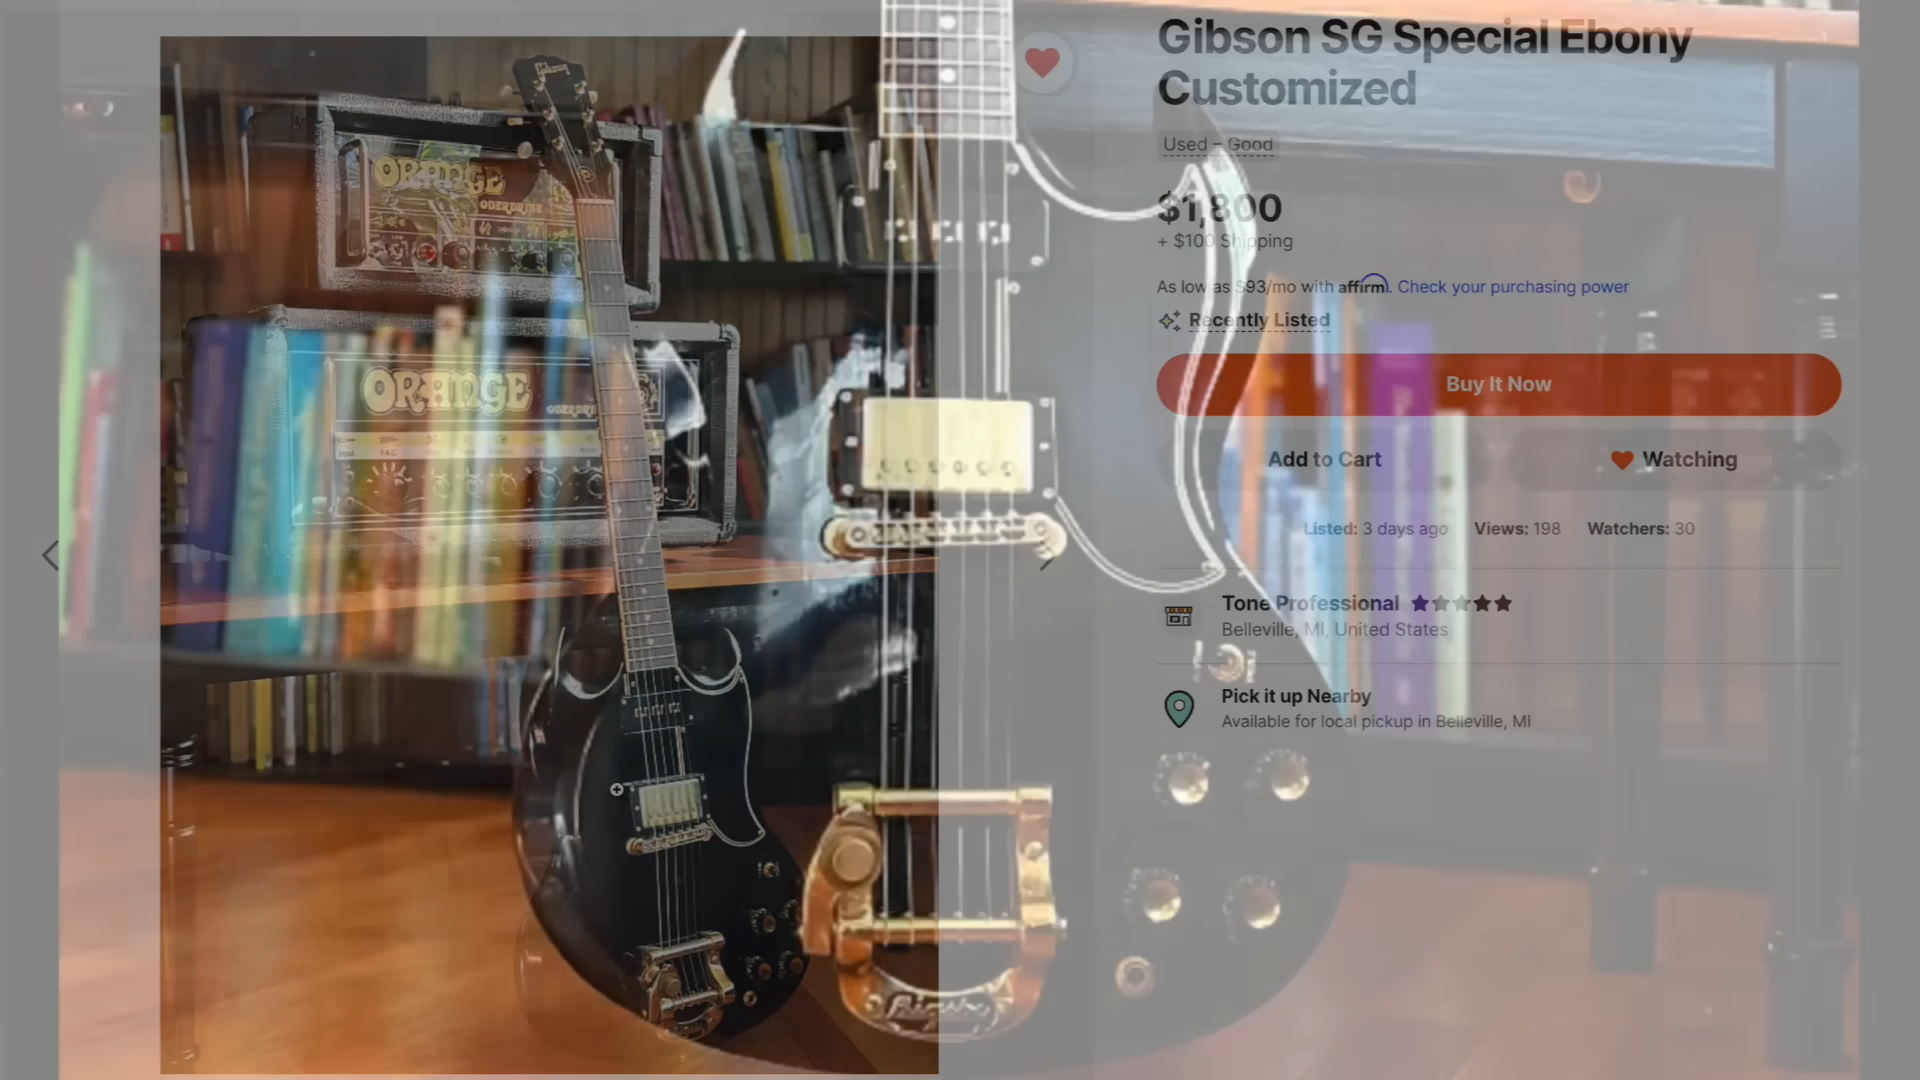 Gibson SG Special Ebony
Customized
Used – Good
$1,800
+ $100 Shipping
As low as $93/mo with affirm. Check your purchasing power
Recently Listed
Buy It Now
Add to Cart
Watching
Listed: 3 days ago Views: 198 Watchers: 30
Tone Professional
Belleville, MI, United States
Pick it up Nearby
Available for local pickup in Belleville, MI
Gibson
ORANGE
OVERDRIVE
ORANGE
F.A.C.
Bigsby